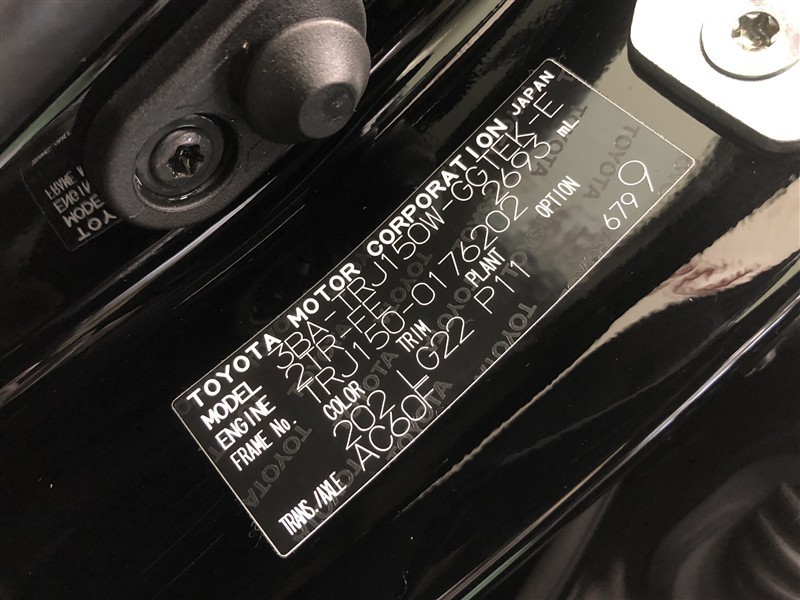 TOYOTA MOTOR CORPORATION JAPAN
MODEL 3BA-TRJ150W-GGTEK-E
ENGINE 2TR-FE 2693 mL
FRAME No. TRJ150-0176202
COLOR TRIM PLANT OPTION
202 LG22 P11 6799
TRANS./AXLE AC60F